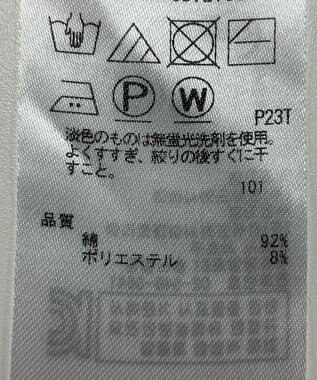 P
W
P23T
淡色のものは無蛍光洗剤を使用。
よくすすぎ、絞りの後すぐに干
すこと。
101
品質
綿 92%
ポリエステル 8%